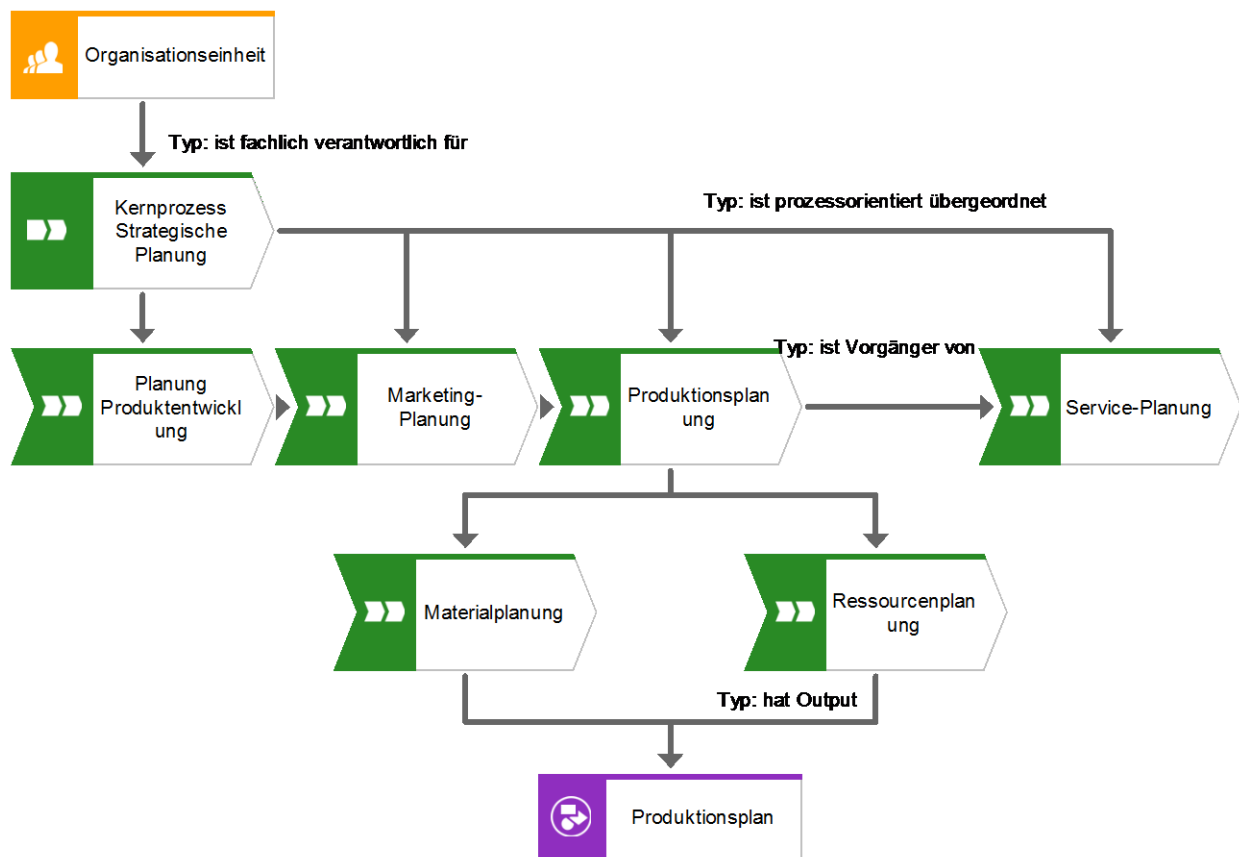 Organisationseinheit
Typ: ist fachlich verantwortlich für
Kernprozess
Strategische
Planung
Typ: ist prozessorientiert übergeordnet
Typ: ist Vorgänger von
Planung
Produktentwickl
ung
Marketing-
Planung
Produktionsplan
ung
Service-Planung
Materialplanung
Ressourcenplan
ung
Typ: hat Output
Produktionsplan